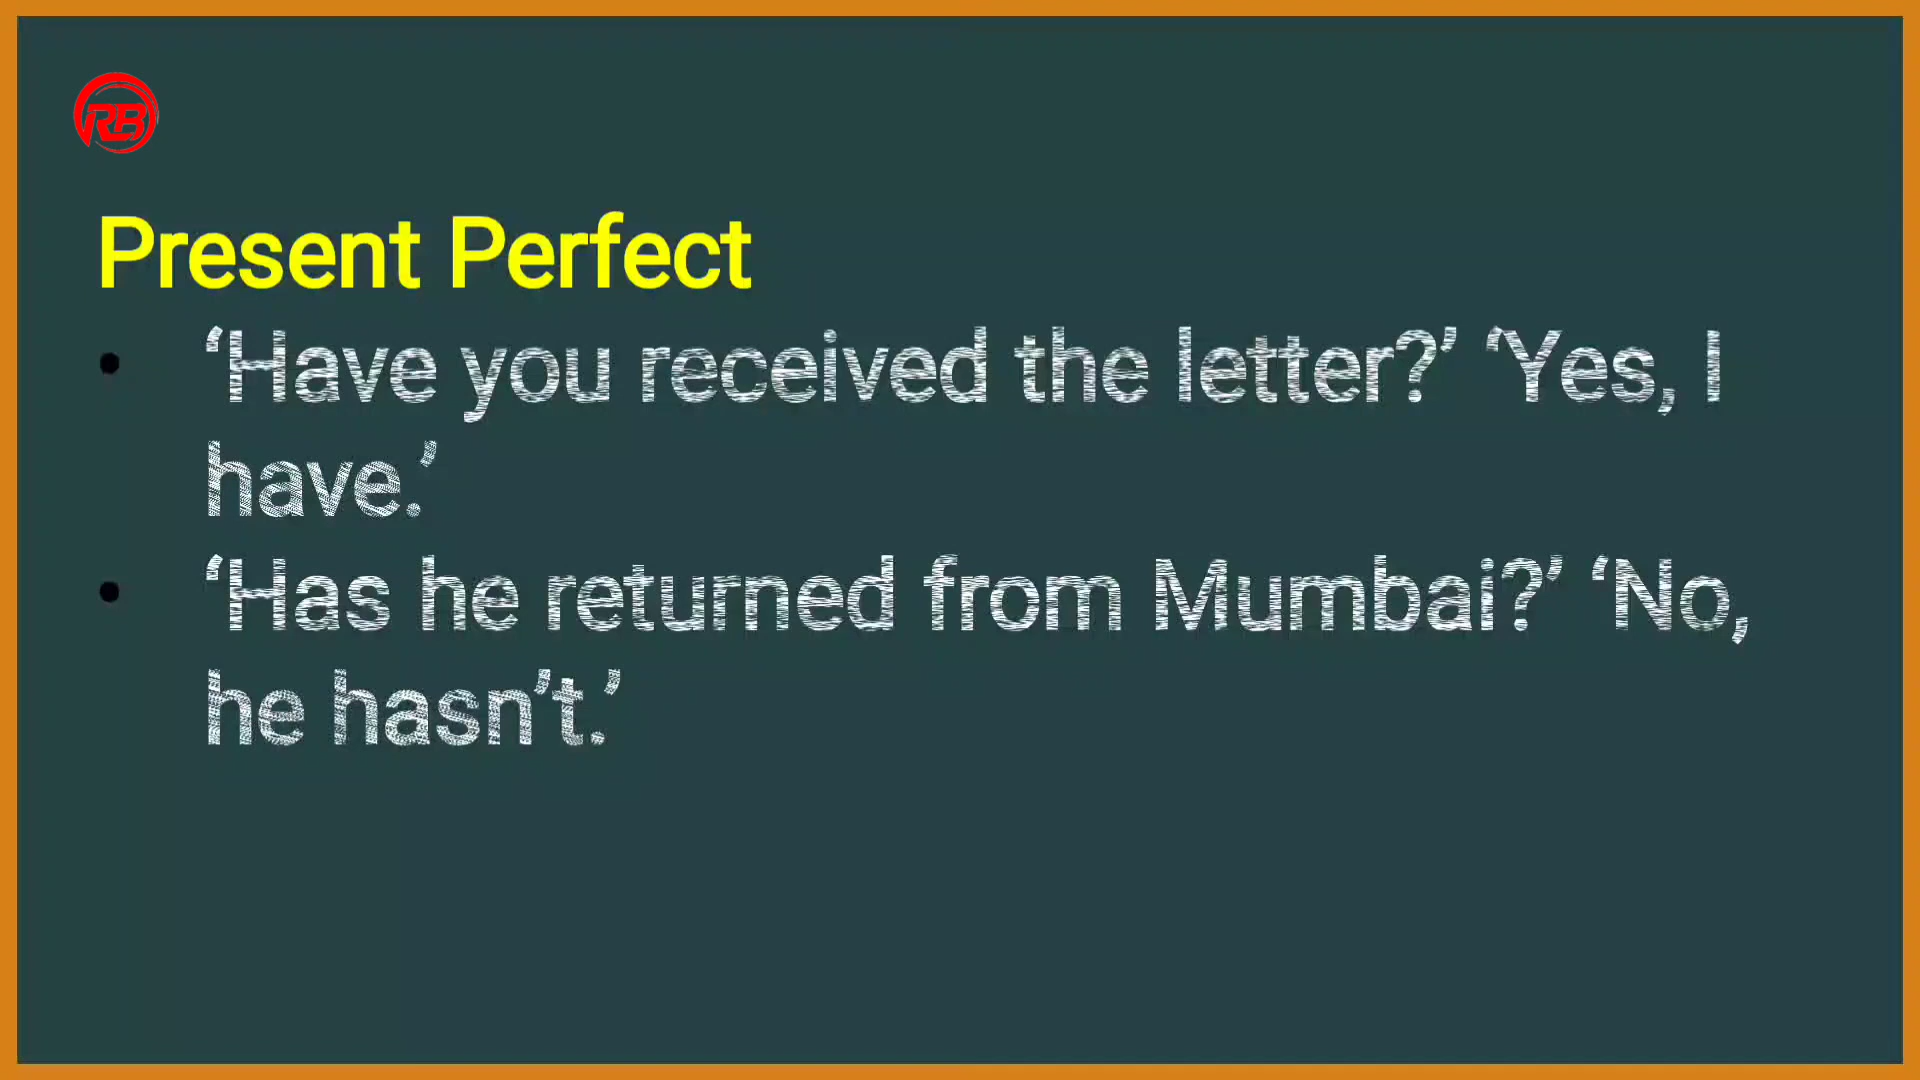 RB
Present Perfect
• ‘Have you received the letter?’ ‘Yes, I
have.’
• ‘Has he returned from Mumbai?’ ‘No,
he hasn’t.’